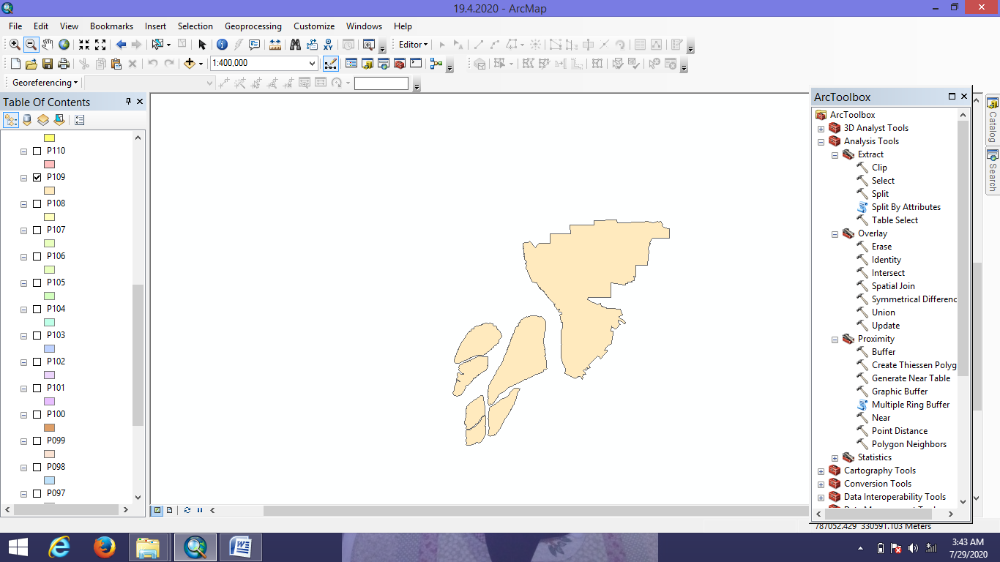 19.4.2020 - ArcMap
File Edit View Bookmarks Insert Selection Geoprocessing Customize Windows Help
Editor
1:400,000
Georeferencing
Table Of Contents
P110
P109
P108
P107
P106
P105
P104
P103
P102
P101
P100
P099
P098
P097
ArcToolbox
ArcToolbox
3D Analyst Tools
Analysis Tools
Extract
Clip
Select
Split
Split By Attributes
Table Select
Overlay
Erase
Identity
Intersect
Spatial Join
Symmetrical Differenc
Union
Update
Proximity
Buffer
Create Thiessen Polyg
Generate Near Table
Graphic Buffer
Multiple Ring Buffer
Near
Point Distance
Polygon Neighbors
Statistics
Cartography Tools
Conversion Tools
Data Interoperability Tools
Catalog
Search
787052.429 330591.103 Meters
3:43 AM
7/29/2020